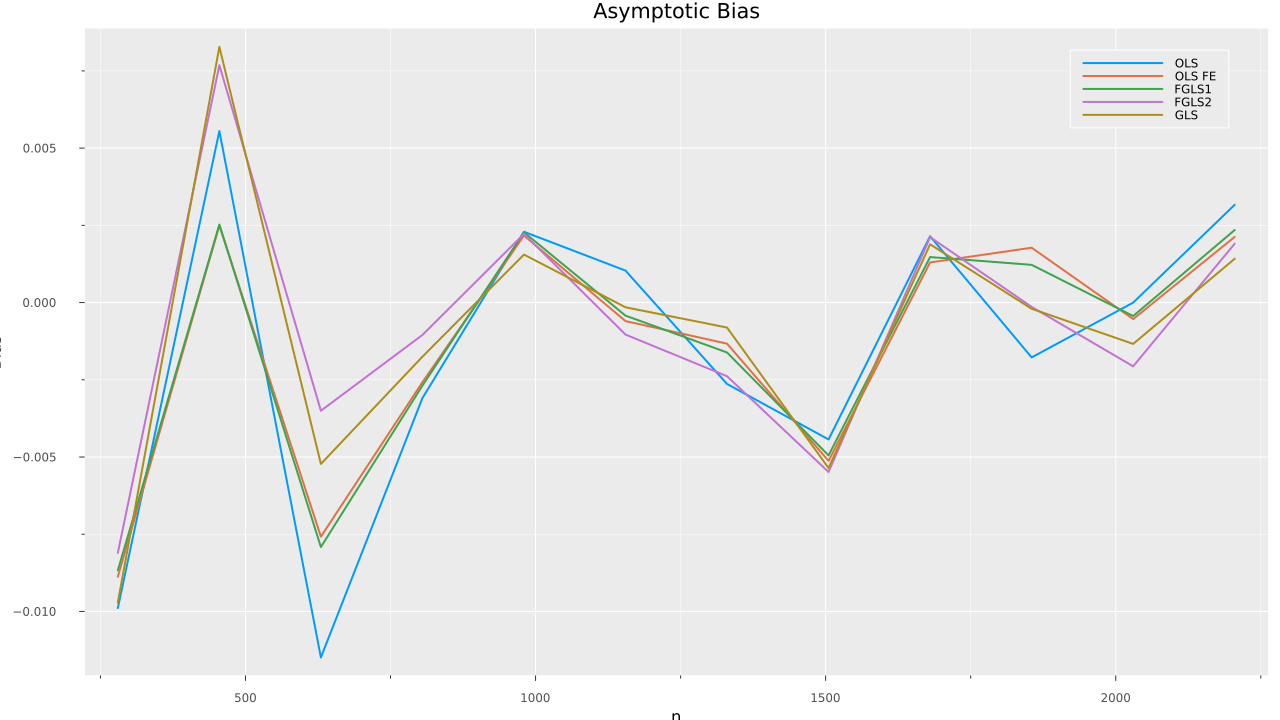 Asymptotic Bias
OLS
OLS FE
FGLS1
FGLS2
GLS
0.005
0.000
−0.005
−0.010
500
1000
1500
2000
n